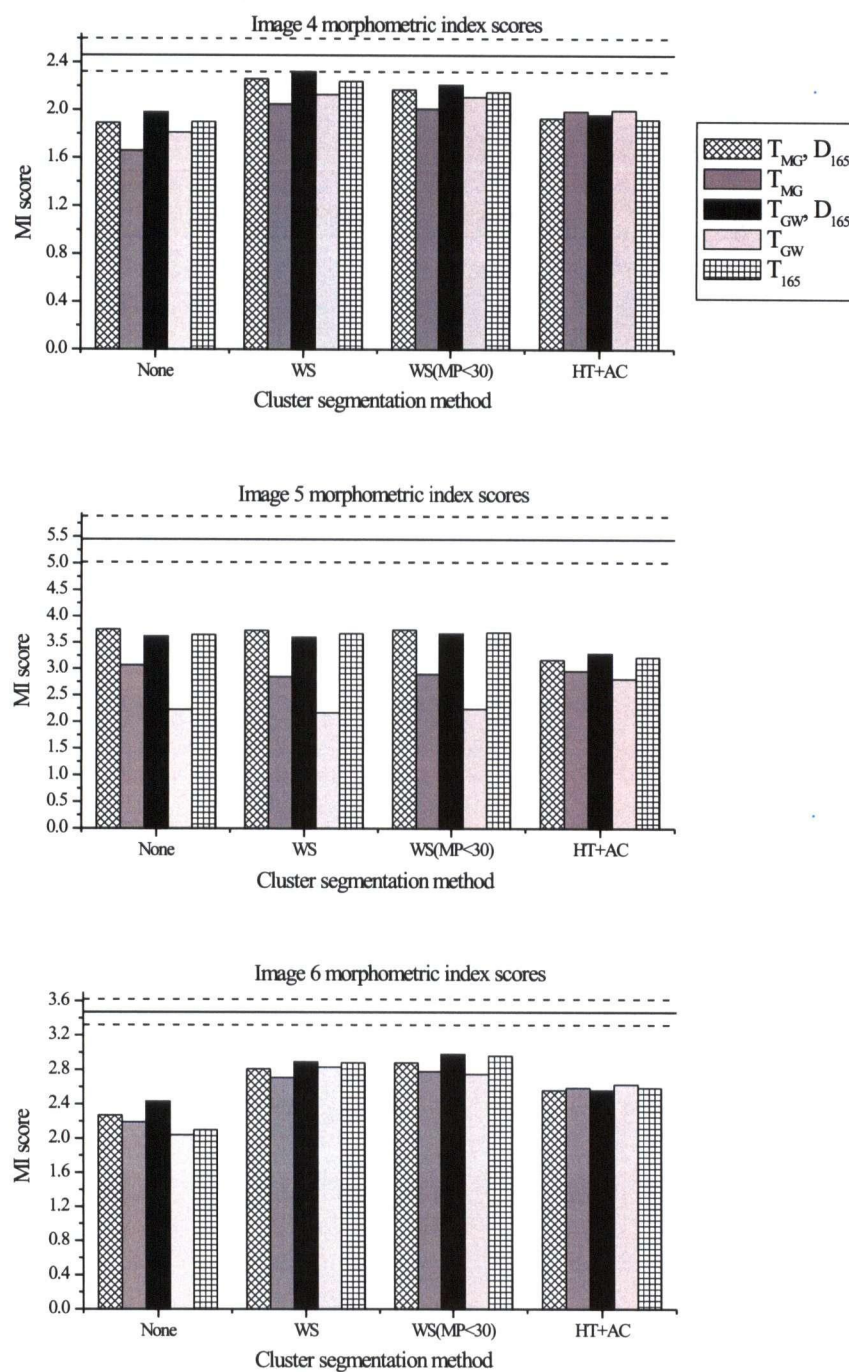 Image 4 morphometric index scores
2.4
2.0
1.6
1.2
0.8
0.4
0.0
MI score
None WS WS(MP<30) HT+AC
Cluster segmentation method
T_MG, D_165
T_MG
T_GW, D_165
T_GW
T_165
Image 5 morphometric index scores
5.5
5.0
4.5
4.0
3.5
3.0
2.5
2.0
1.5
1.0
0.5
0.0
MI score
None WS WS(MP<30) HT+AC
Cluster segmentation method
Image 6 morphometric index scores
3.6
3.2
2.8
2.4
2.0
1.6
1.2
0.8
0.4
0.0
MI score
None WS WS(MP<30) HT+AC
Cluster segmentation method